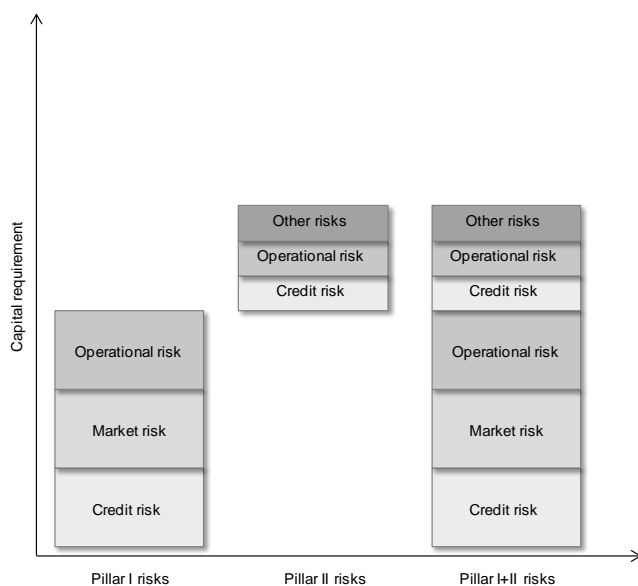 Capital requirement
Operational risk
Market risk
Credit risk
Other risks
Operational risk
Credit risk
Other risks
Operational risk
Credit risk
Operational risk
Market risk
Credit risk
Pillar I risks
Pillar II risks
Pillar I+II risks